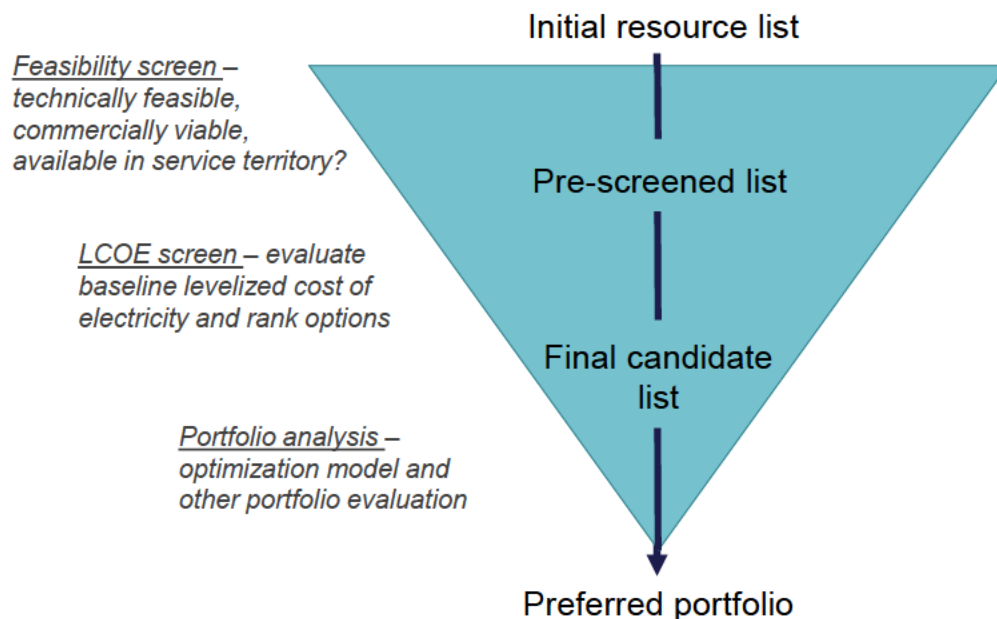 Initial resource list
Feasibility screen –
technically feasible,
commercially viable,
available in service territory?
Pre-screened list
LCOE screen – evaluate
baseline levelized cost of
electricity and rank options
Final candidate
list
Portfolio analysis –
optimization model and
other portfolio evaluation
Preferred portfolio